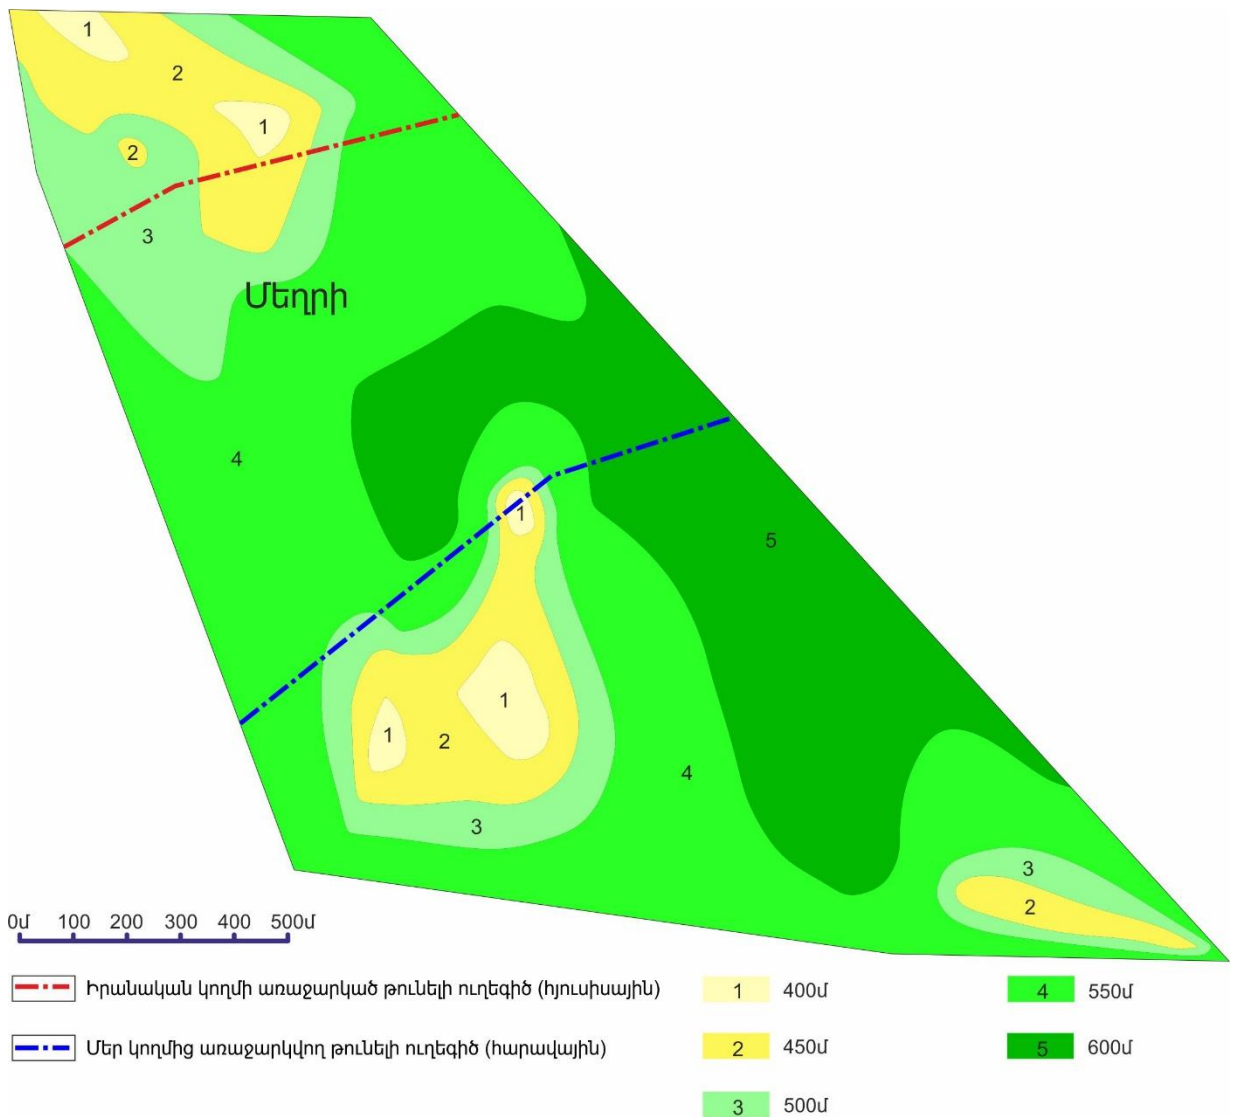 1
2
1
2
3
Մեղրի
4
1
5
1
1
2
4
3
3
2
0մ 100 200 300 400 500մ
Իրանական կողմի առաջարկած թունելի ուղեգիծ (հյուսիսային)
Մեր կողմից առաջարկվող թունելի ուղեգիծ (հարավային)
1 400մ
2 450մ
3 500մ
4 550մ
5 600մ